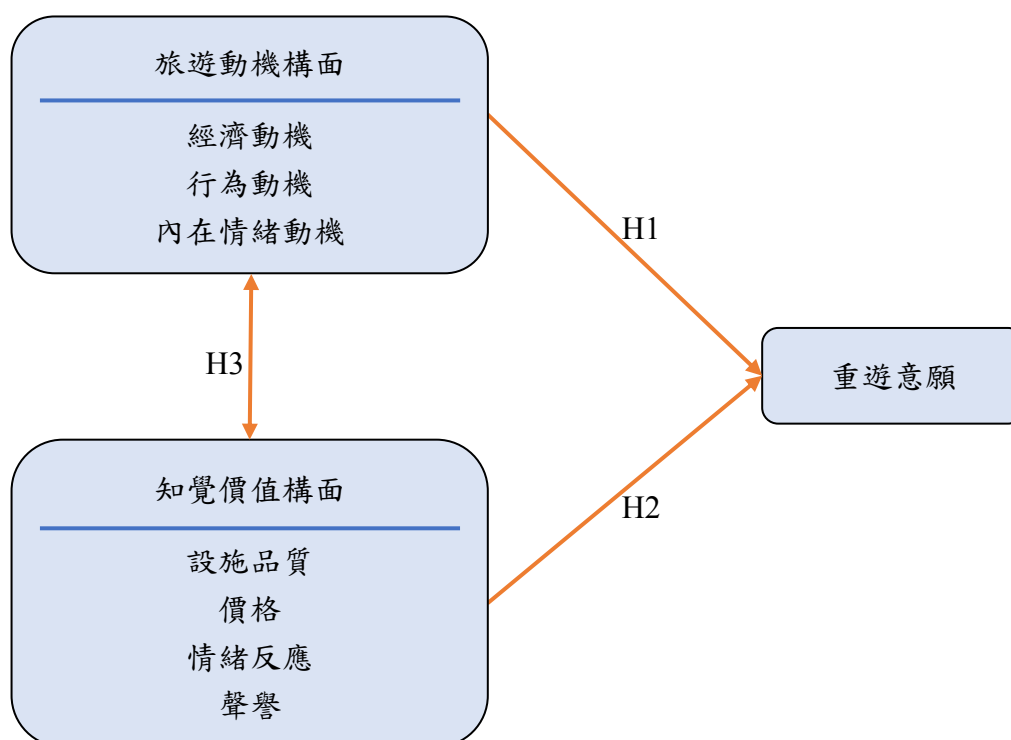 旅遊動機構面
經濟動機
行為動機
內在情緒動機
H1
H3
重遊意願
知覺價值構面
H2
設施品質
價格
情緒反應
聲譽